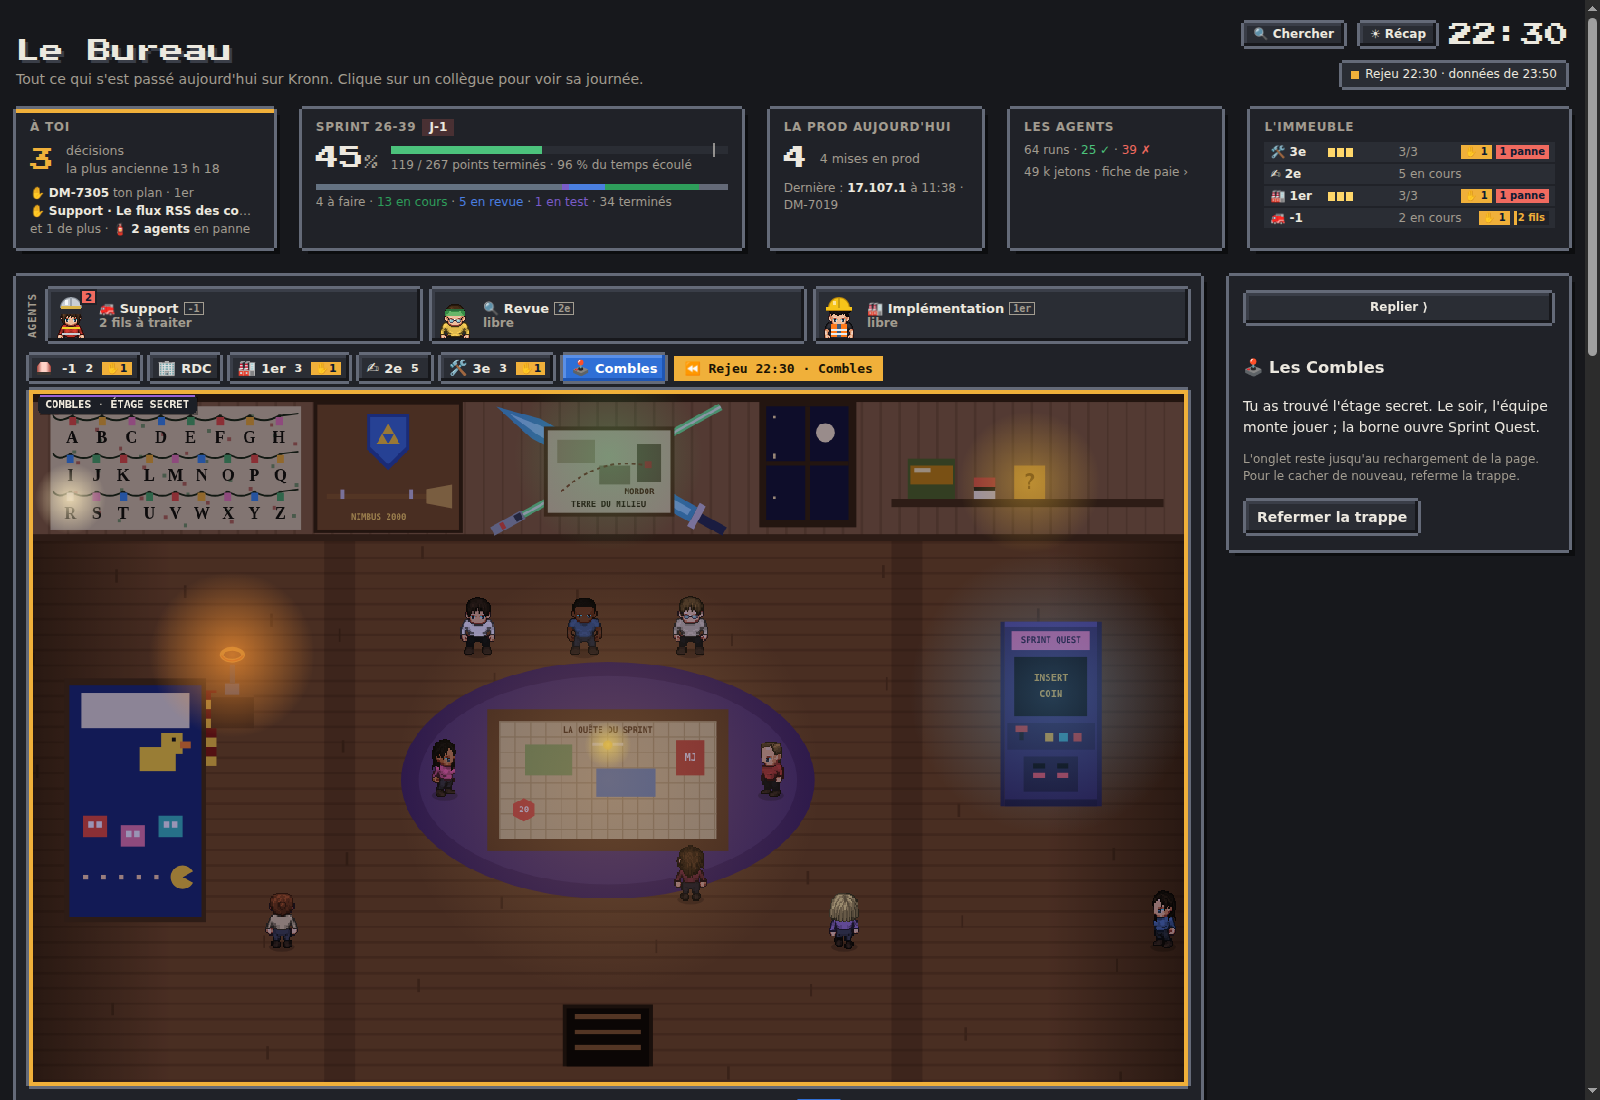 Le Bureau
Tout ce qui s'est passé aujourd'hui sur Kronn. Clique sur un collègue pour voir sa journée.
Chercher
Récap
22:30
Rejeu 22:30 · données de 23:50
À TOI
3 décisions
la plus ancienne 13 h 18
DM-7305 ton plan · 1er
Support · Le flux RSS des co…
et 1 de plus · 2 agents en panne
SPRINT 26-39 J-1
45%
119 / 267 points terminés · 96 % du temps écoulé
4 à faire · 13 en cours · 5 en revue · 1 en test · 34 terminés
LA PROD AUJOURD'HUI
4 4 mises en prod
Dernière : 17.107.1 à 11:38 ·
DM-7019
LES AGENTS
64 runs · 25 ✓ · 39 ✗
49 k jetons · fiche de paie ›
L'IMMEUBLE
3e 3/3 1 1 panne
2e 5 en cours
1er 3/3 1 1 panne
-1 2 en cours 1 2 fils
AGENTS
2
Support -1
2 fils à traiter
Revue 2e
libre
Implémentation 1er
libre
-1 2 1
RDC
1er 3 1
2e 5
3e 3 1
Combles
Rejeu 22:30 · Combles
COMBLES · ÉTAGE SECRET
A B C D E F G H
I J K L M N O P Q
R S T U V W X Y Z
NIMBUS 2000
MORDOR
TERRE DU MILIEU
?
SPRINT QUEST
INSERT
COIN
LA QUÊTE DU SPRINT
MJ
20
Replier ⟩
Les Combles
Tu as trouvé l'étage secret. Le soir, l'équipe
monte jouer ; la borne ouvre Sprint Quest.
L'onglet reste jusqu'au rechargement de la page.
Pour le cacher de nouveau, referme la trappe.
Refermer la trappe